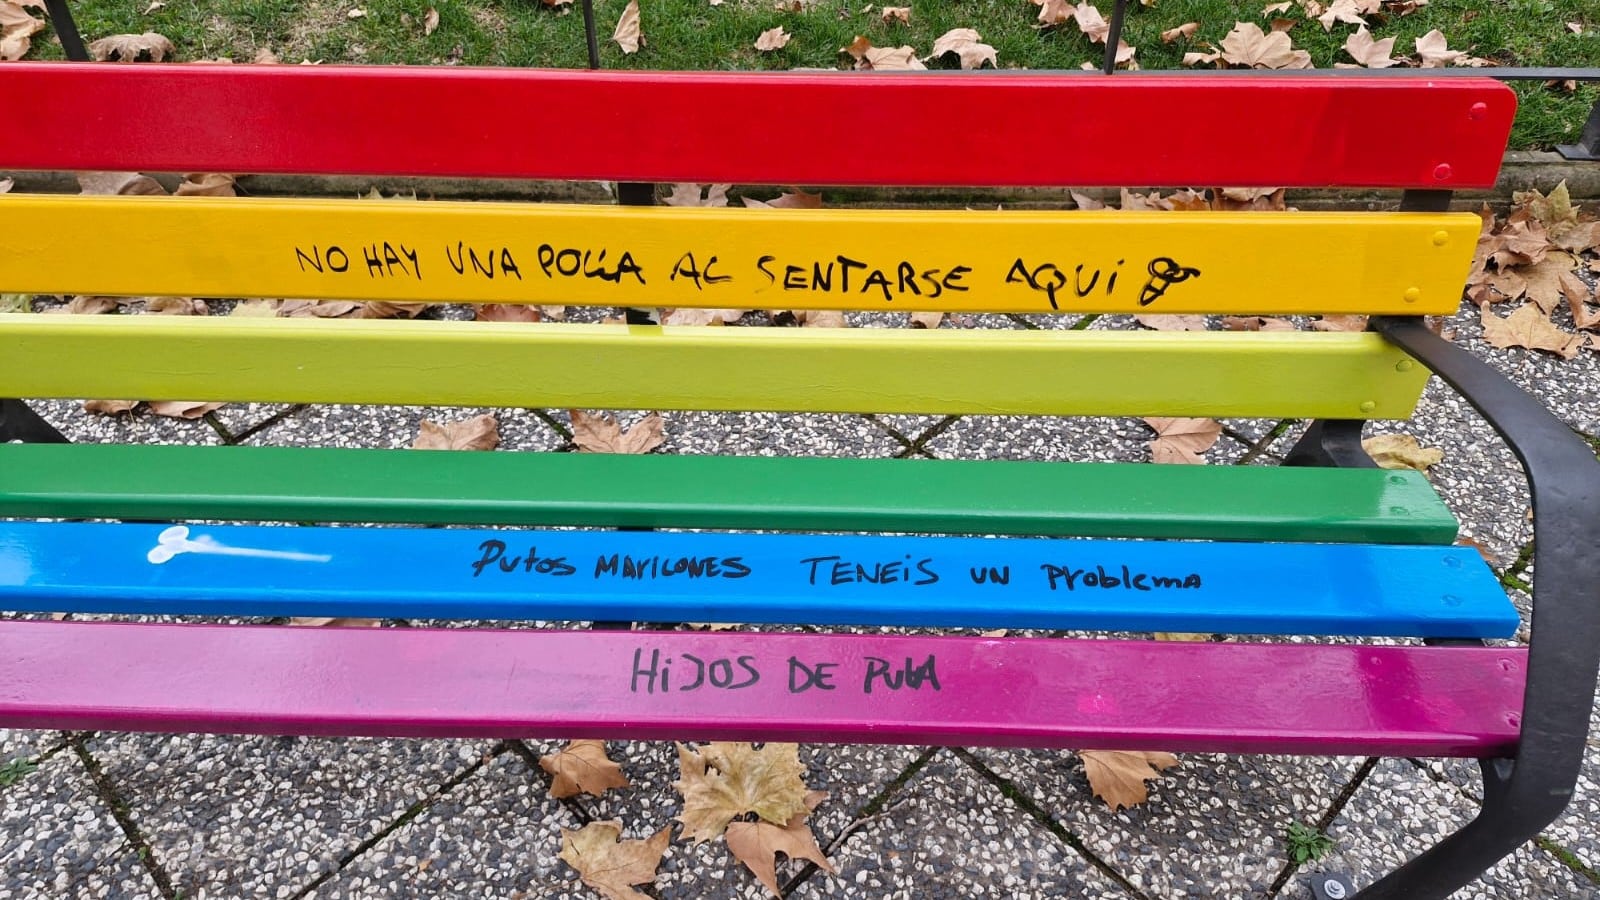 NO HAY UNA POLLA AL SENTARSE AQUI
Putos MARICONES TENEIS UN Problema
HIJOS DE PutA